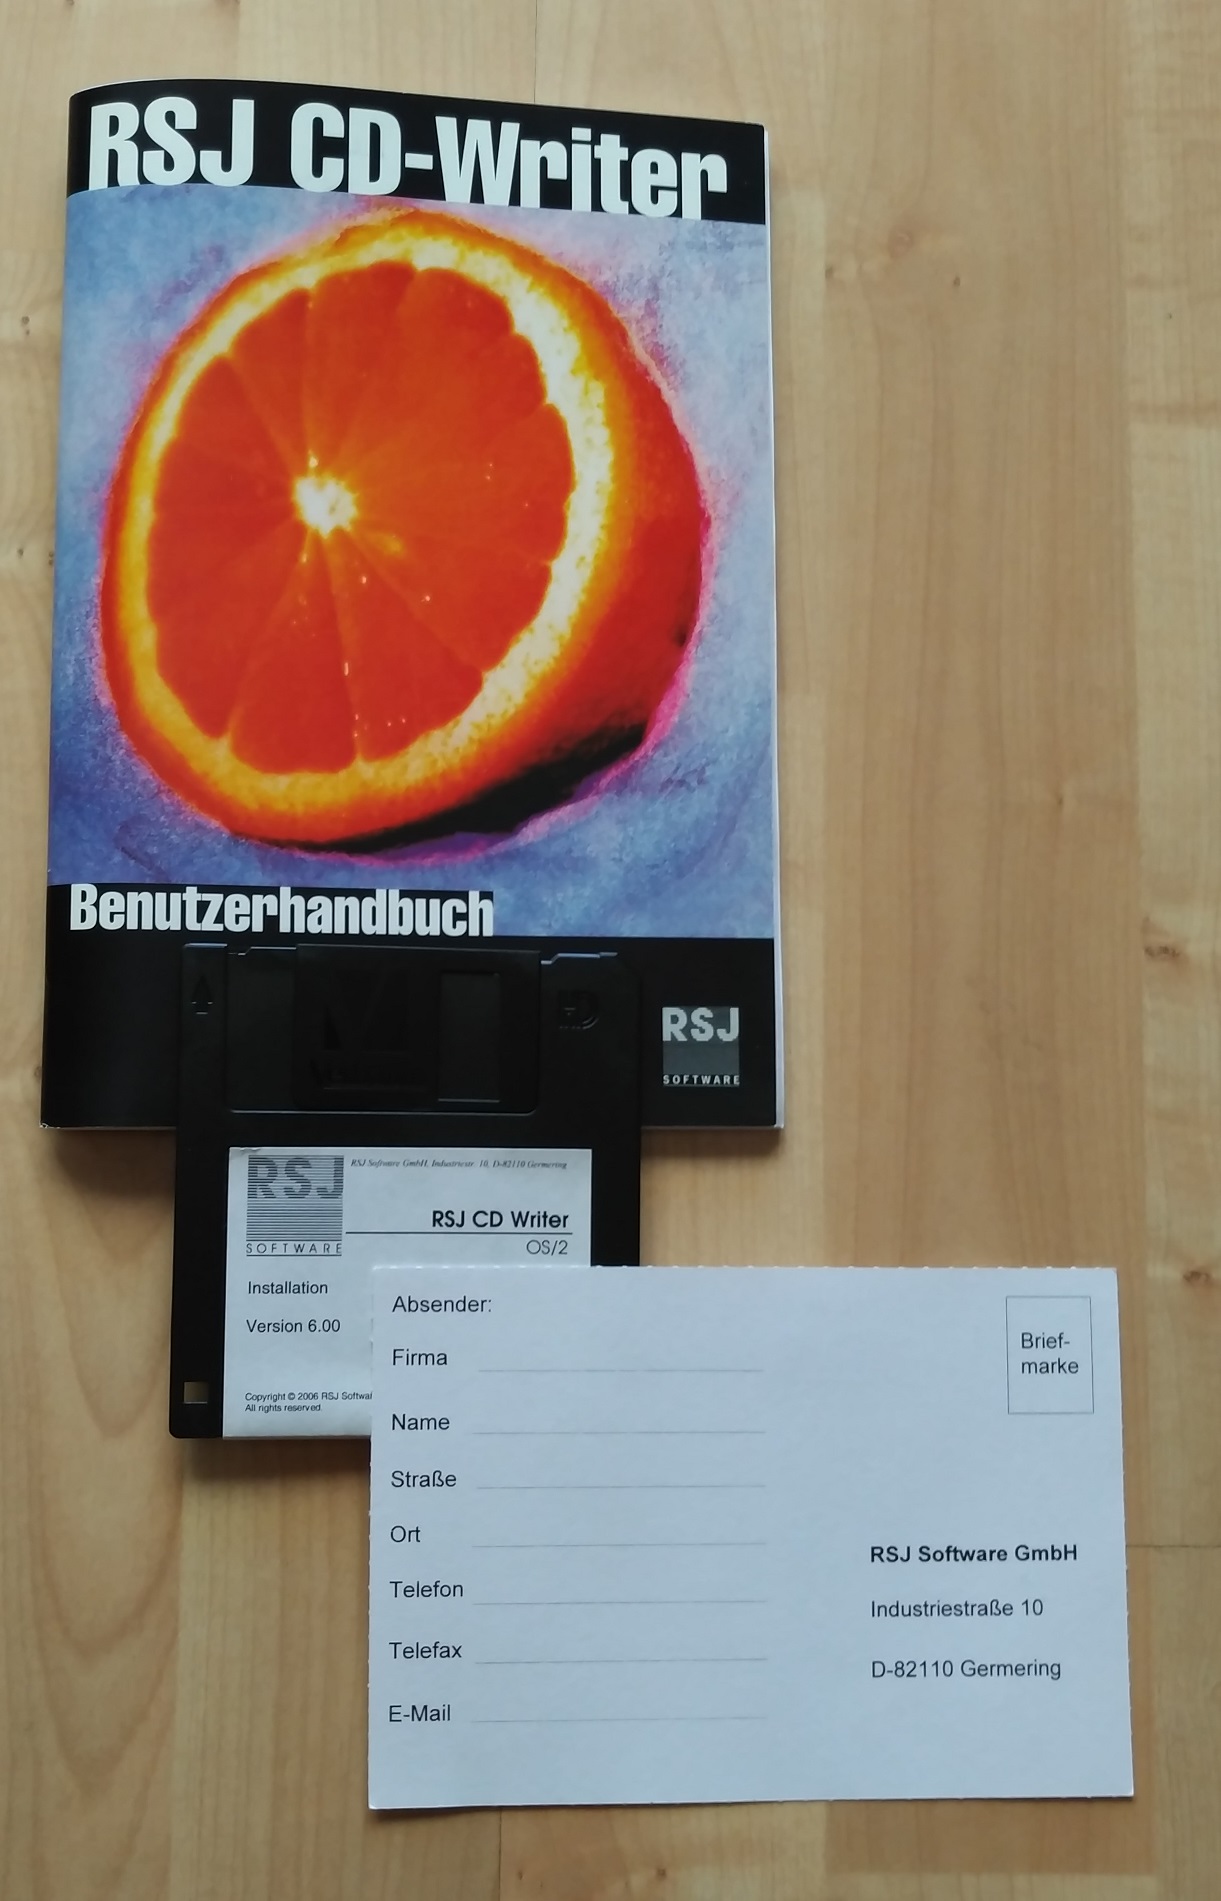 RSJ CD-Writer
Benutzerhandbuch
HD
RSJ
SOFTWARE
RSJ
SOFTWARE
RSJ Software GmbH, Industriestr. 10, D-82110 Germering
RSJ CD Writer
OS/2
Installation
Version 6.00
Copyright © 2006 RSJ Softwa
All rights reserved.
Absender:
Firma
Name
Straße
Ort
Telefon
Telefax
E-Mail
Brief-
marke
RSJ Software GmbH
Industriestraße 10
D-82110 Germering